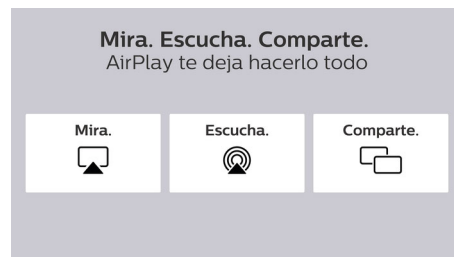 Mira. Escucha. Comparte.
AirPlay te deja hacerlo todo
Mira.
Escucha.
Comparte.